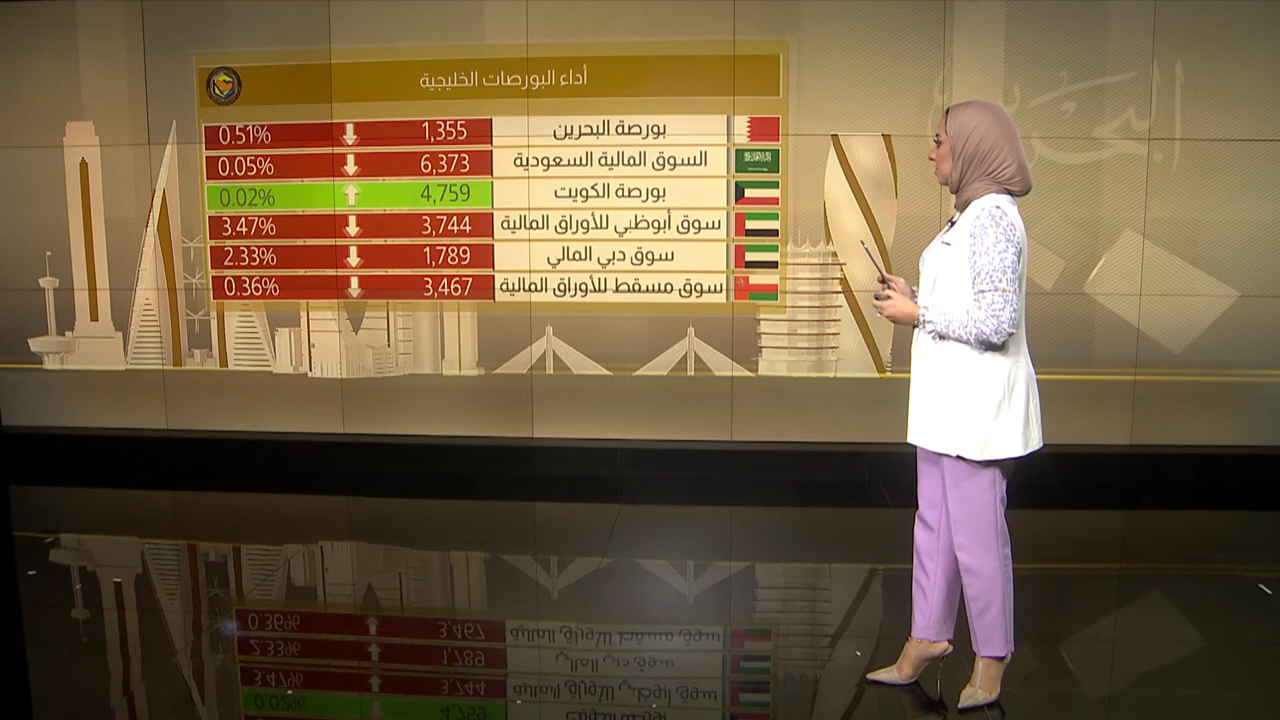 أداء البورصات الخليجية
بورصة البحرين 1,355 0.51%
السوق المالية السعودية 6,373 0.05%
بورصة الكويت 4,759 0.02%
سوق أبوظبي للأوراق المالية 3,744 3.47%
سوق دبي المالي 1,789 2.33%
سوق مسقط للأوراق المالية 3,467 0.36%
البحرين